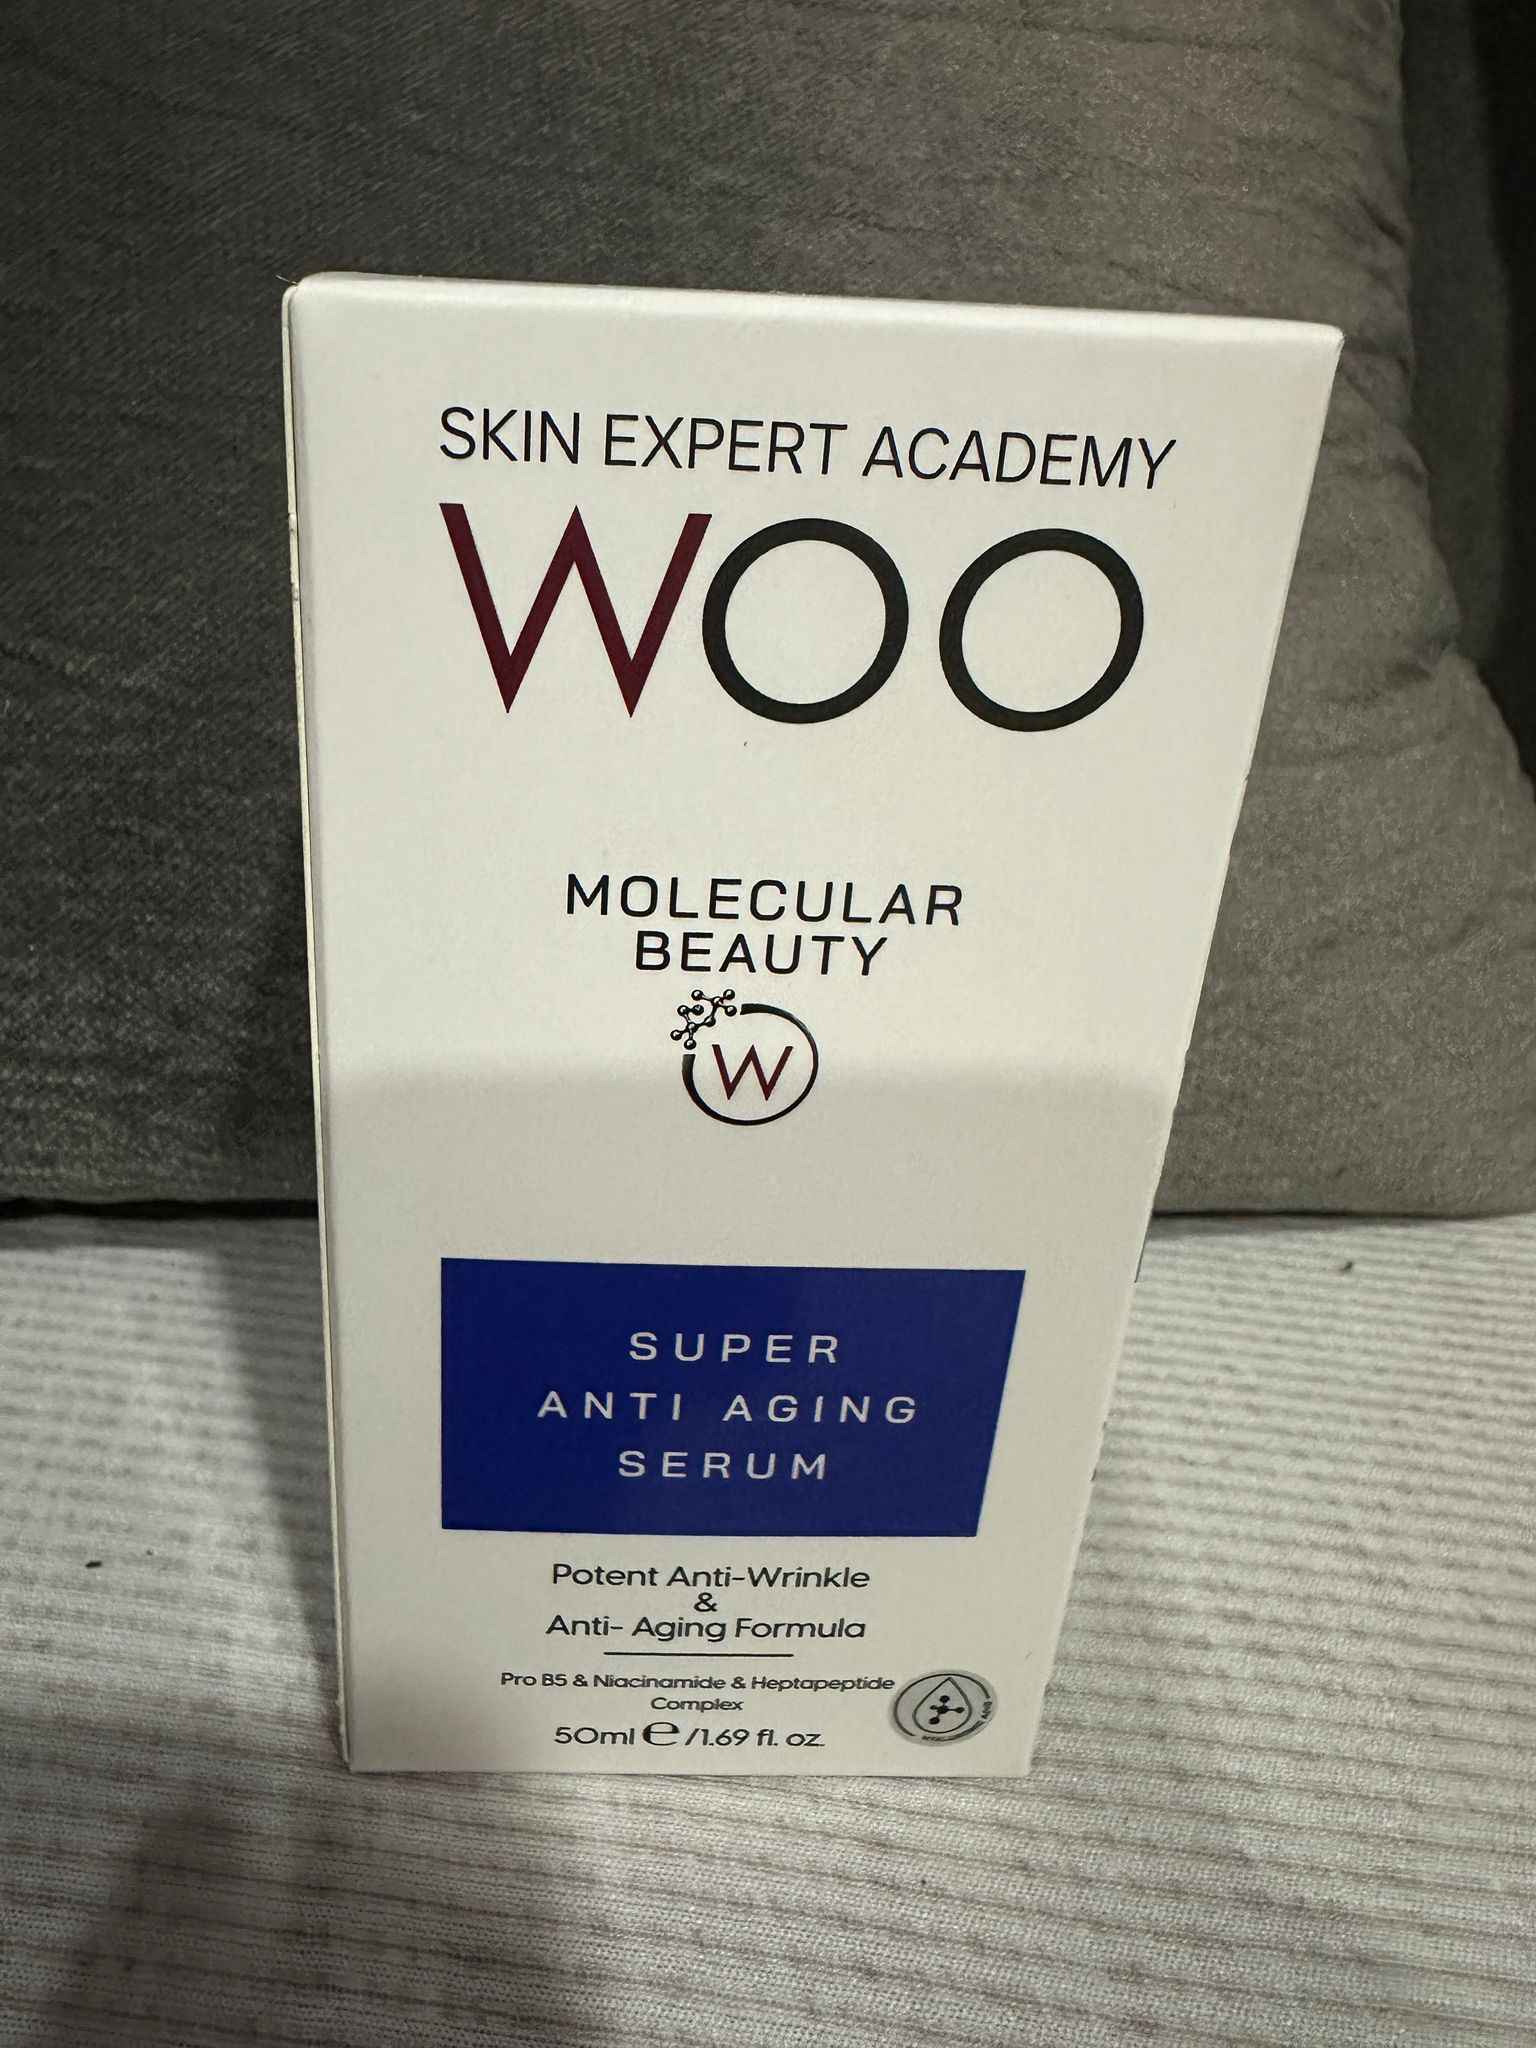 SKIN EXPERT ACADEMY
WOO
MOLECULAR
BEAUTY
W
SUPER
ANTI AGING
SERUM
Potent Anti-Wrinkle
&
Anti- Aging Formula
Pro B5 & Niacinamide & Heptapeptide
Complex
50ml ℮ /1.69 fl. oz.